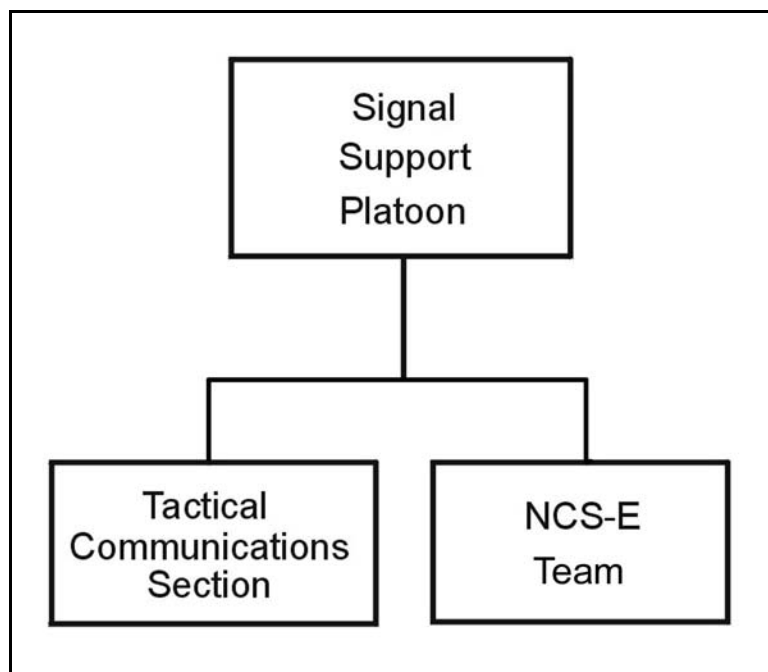 Signal
Support
Platoon
Tactical
Communications
Section
NCS-E
Team